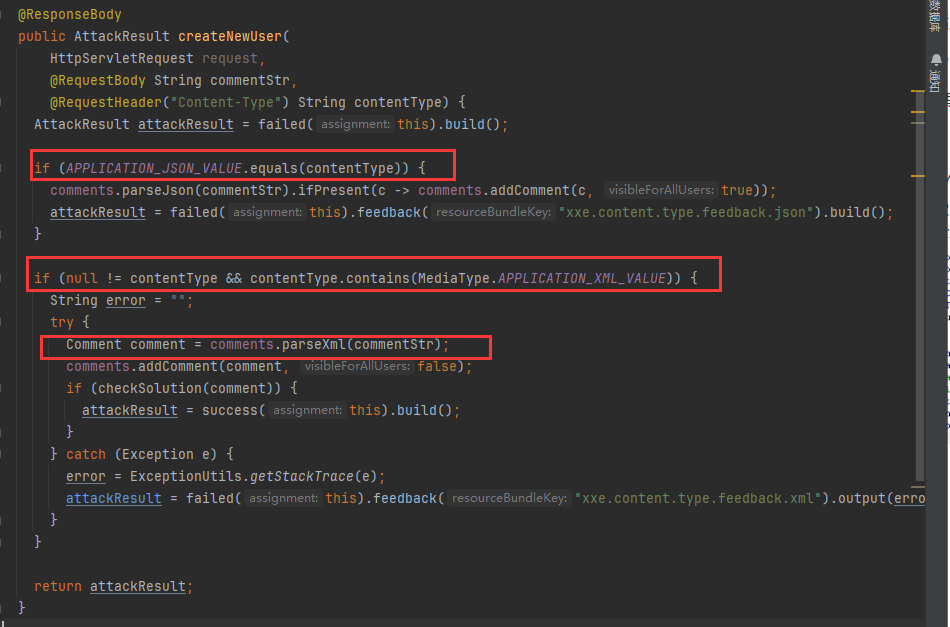 @ResponseBody
public AttackResult createNewUser(
HttpServletRequest request,
@RequestBody String commentStr,
@RequestHeader("Content-Type") String contentType) {
AttackResult attackResult = failed( assignment: this).build();
if (APPLICATION_JSON_VALUE.equals(contentType)) {
comments.parseJson(commentStr).ifPresent(c -> comments.addComment(c, visibleForAllUsers: true));
attackResult = failed( assignment: this).feedback( resourceBundleKey: "xxe.content.type.feedback.json").build();
}
if (null != contentType && contentType.contains(MediaType.APPLICATION_XML_VALUE)) {
String error = "";
try {
Comment comment = comments.parseXml(commentStr);
comments.addComment(comment, visibleForAllUsers: false);
if (checkSolution(comment)) {
attackResult = success( assignment: this).build();
}
} catch (Exception e) {
error = ExceptionUtils.getStackTrace(e);
attackResult = failed( assignment: this).feedback( resourceBundleKey: "xxe.content.type.feedback.xml").output(erro
}
}
return attackResult;
}
数据库
通知